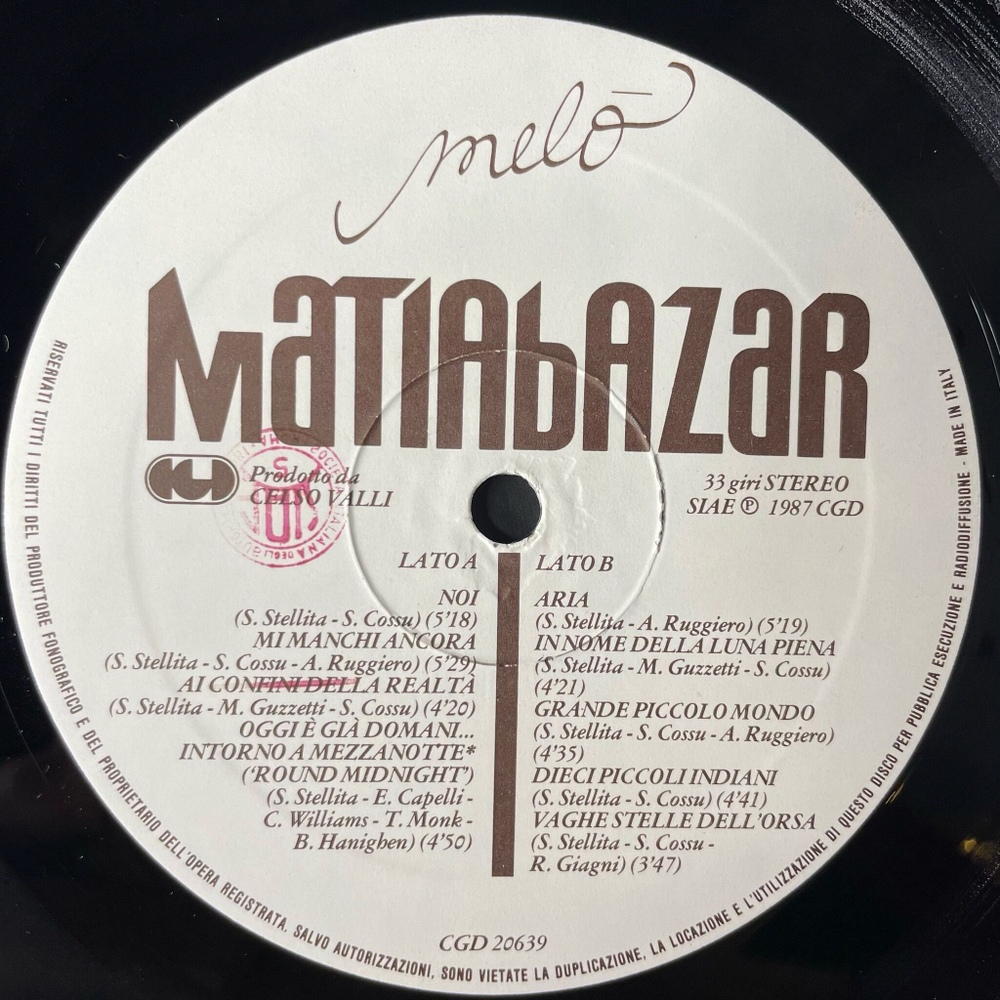 melò
MATIABAZAR
Prodotto da
CELSO VALLI
33 giri STEREO
SIAE Ⓟ 1987 CGD
LATO A
NOI
(S. Stellita - S. Cossu) (5'18)
MI MANCHI ANCORA
(S. Stellita - S. Cossu - A. Ruggiero) (5'29)
AI CONFINI DELLA REALTÀ
(S. Stellita - M. Guzzetti - S. Cossu) (4'20)
OGGI È GIÀ DOMANI...
INTORNO A MEZZANOTTE*
('ROUND MIDNIGHT')
(S. Stellita - E. Capelli -
C. Williams - T. Monk -
B. Hanighen) (4'50)
LATO B
ARIA
(S. Stellita - A. Ruggiero) (5'19)
IN NOME DELLA LUNA PIENA
(S. Stellita - M. Guzzetti - S. Cossu)
(4'21)
GRANDE PICCOLO MONDO
(S. Stellita - S. Cossu - A. Ruggiero)
(4'35)
DIECI PICCOLI INDIANI
(S. Stellita - S. Cossu) (4'41)
VAGHE STELLE DELL'ORSA
(S. Stellita - S. Cossu -
R. Giagni) (3'47)
CGD 20639
RISERVATI TUTTI I DIRITTI DEL PRODUTTORE FONOGRAFICO E DEL PROPRIETARIO DELL'OPERA REGISTRATA. SALVO AUTORIZZAZIONI, SONO VIETATE LA DUPLICAZIONE, LA LOCAZIONE E L'UTILIZZAZIONE DI QUESTO DISCO PER PUBBLICA ESECUZIONE E RADIODIFFUSIONE - MADE IN ITALY